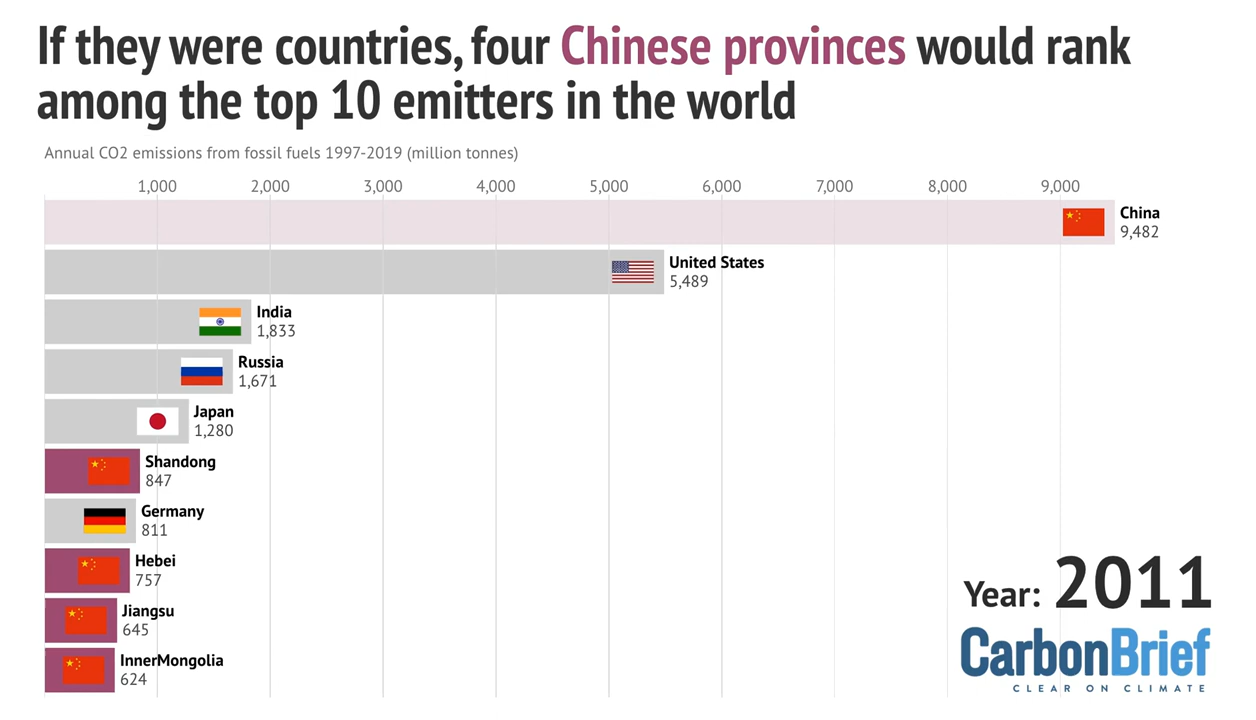 If they were countries, four Chinese provinces would rank
among the top 10 emitters in the world
Annual CO2 emissions from fossil fuels 1997-2019 (million tonnes)
1,000 2,000 3,000 4,000 5,000 6,000 7,000 8,000 9,000
China
9,482
United States
5,489
India
1,833
Russia
1,671
Japan
1,280
Shandong
847
Germany
811
Hebei
757
Jiangsu
645
InnerMongolia
624
Year: 2011
CarbonBrief
CLEAR ON CLIMATE